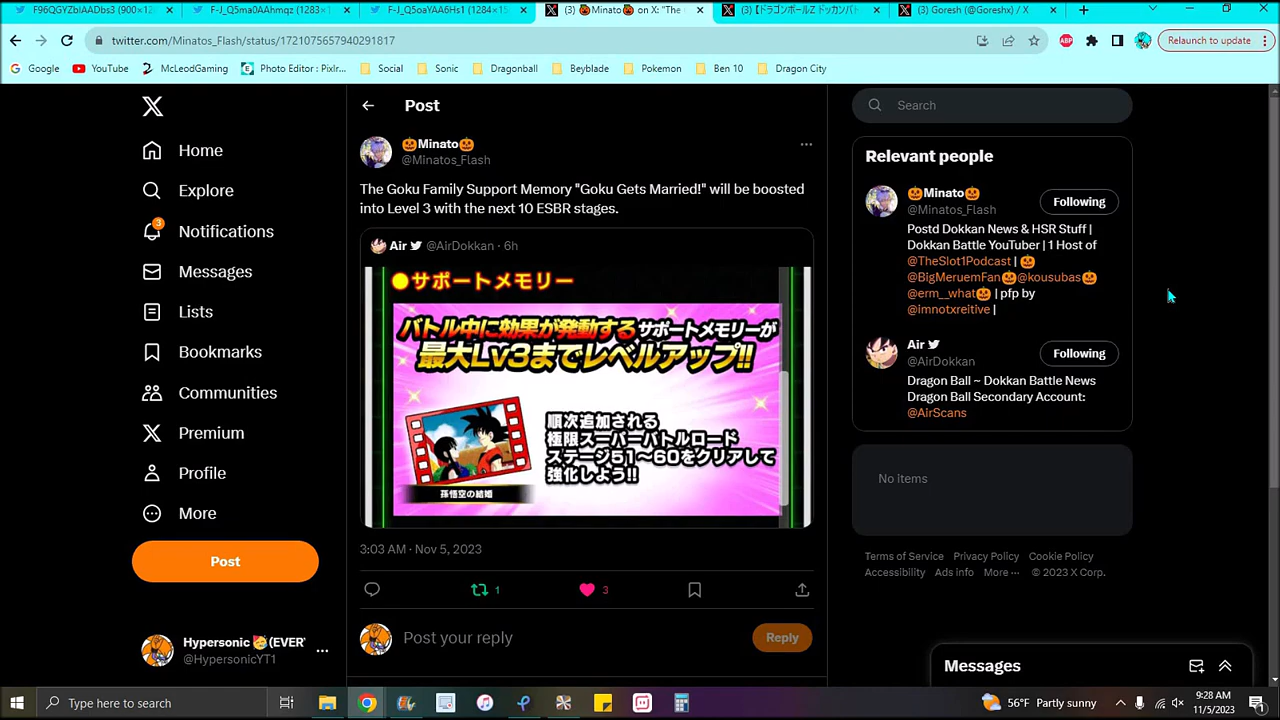 F96QGYZbIAADbs3 (900×12
F-J_Q5ma0AAhmqz (1283×1
F-J_Q5oaYAA6Hs1 (1284×15
(3) 🎃Minato🎃 on X: "The
(3) 【ドラゴンボールZ ドッカンバト
(3) Goresh (@Goreshx) / X
twitter.com/Minatos_Flash/status/1721075657940291817
ABP
Relaunch to update
Google
YouTube
McLeodGaming
Photo Editor : Pixlr...
Social
Sonic
Dragonball
Beyblade
Pokemon
Ben 10
Dragon City
Home
Explore
3
Notifications
Messages
Lists
Bookmarks
Communities
Premium
Profile
More
Post
Hypersonic 🥳(EVER'
@HypersonicYT1
Post
🎃Minato🎃
@Minatos_Flash
The Goku Family Support Memory "Goku Gets Married!" will be boosted
into Level 3 with the next 10 ESBR stages.
Air @AirDokkan · 6h
●サポートメモリー
バトル中に効果が発動するサポートメモリーが
最大Lv3までレベルアップ!!
順次追加される
極限スーパーバトルロード
ステージ51～60をクリアして
強化しよう!!
孫悟空の結婚
3:03 AM · Nov 5, 2023
1
3
Post your reply
Reply
Search
Relevant people
🎃Minato🎃
@Minatos_Flash
Following
Postd Dokkan News & HSR Stuff |
Dokkan Battle YouTuber | 1 Host of
@TheSlot1Podcast | 🎃
@BigMeruemFan🎃@kousubas🎃
@erm__what🎃 | pfp by
@imnotxreitive |
Air
@AirDokkan
Following
Dragon Ball ~ Dokkan Battle News
Dragon Ball Secondary Account:
@AirScans
No items
Terms of Service Privacy Policy Cookie Policy
Accessibility Ads info More ··· © 2023 X Corp.
Messages
Type here to search
56°F Partly sunny
9:28 AM
11/5/2023